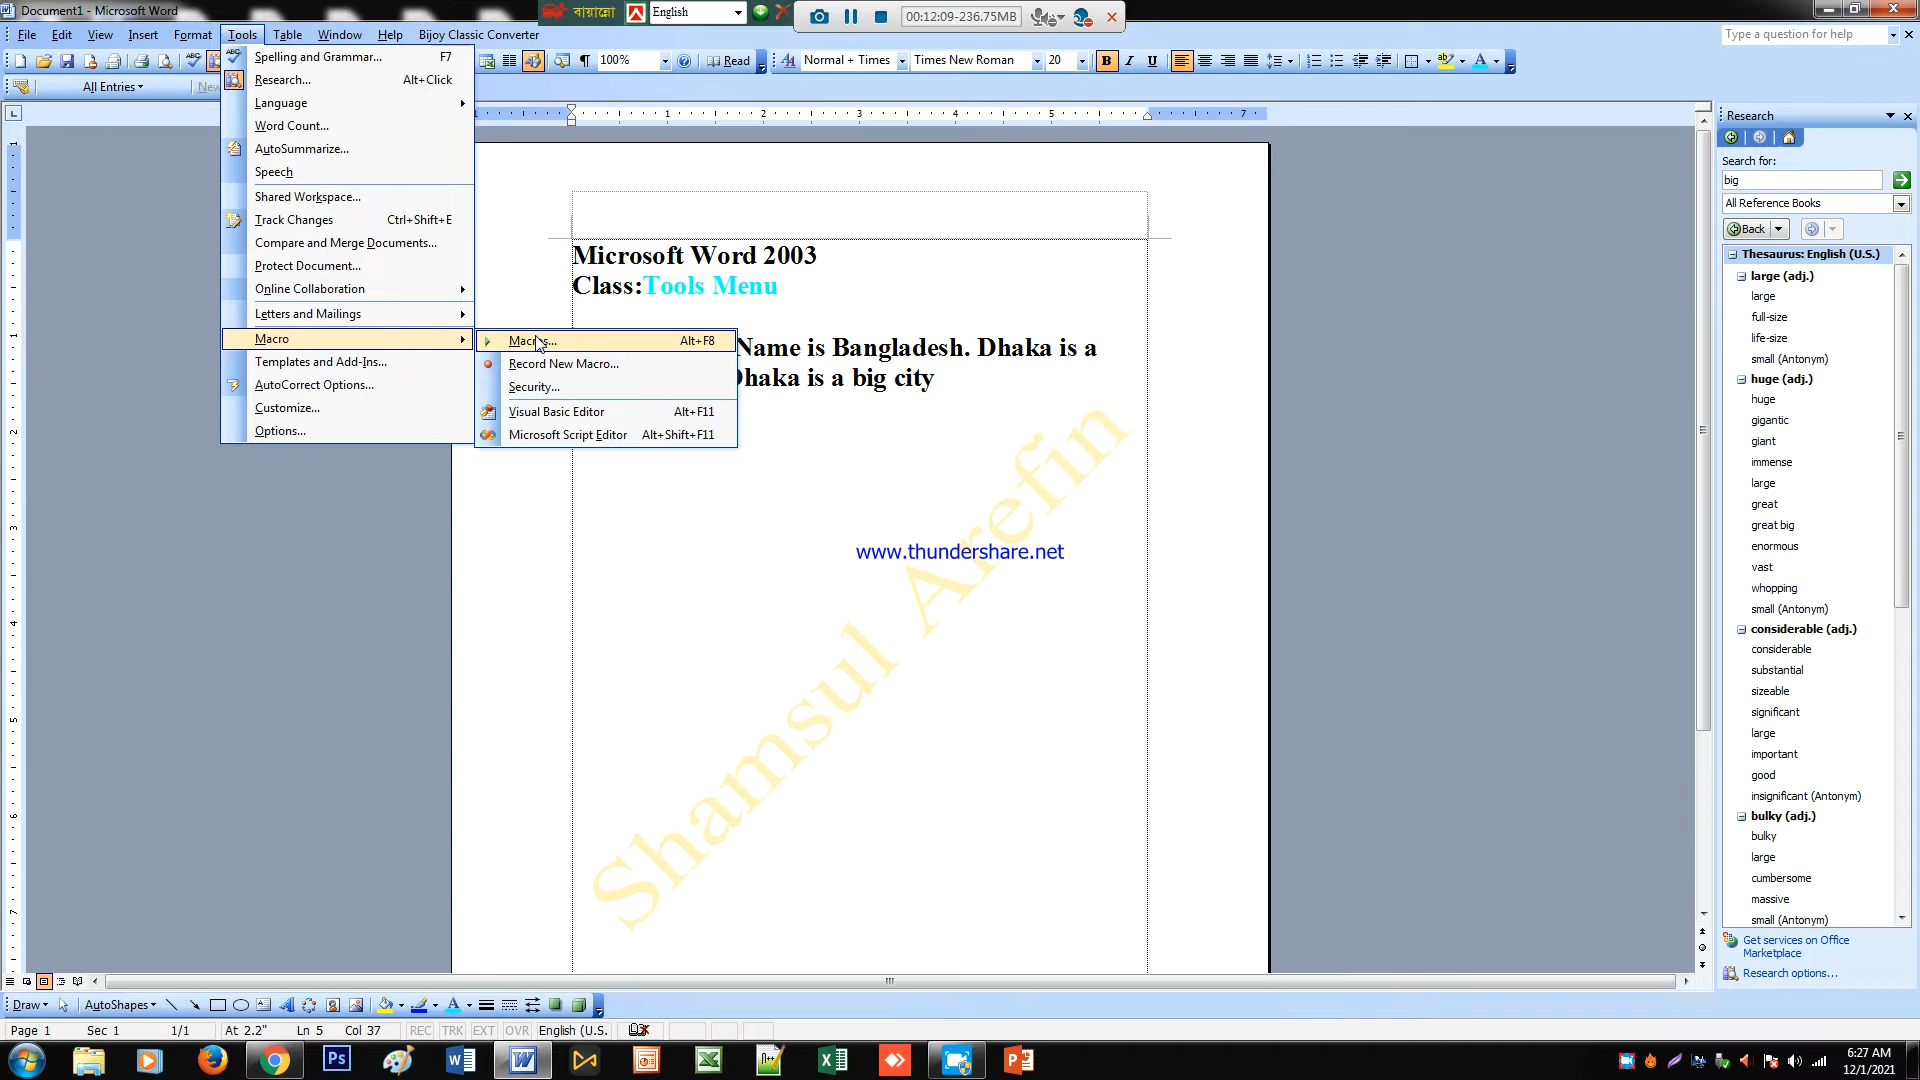 Document1 - Microsoft Word
বায়ান্নো
English
00:12:09-236.75MB
File Edit View Insert Format Tools Table Window Help Bijoy Classic Converter
Type a question for help
100%
Read
Normal + Times
Times New Roman
20
B I U
All Entries
Spelling and Grammar... F7
Research... Alt+Click
Language
Word Count...
AutoSummarize...
Speech
Shared Workspace...
Track Changes Ctrl+Shift+E
Compare and Merge Documents...
Protect Document...
Online Collaboration
Letters and Mailings
Macro
Templates and Add-Ins...
AutoCorrect Options...
Customize...
Options...
Alt+F8
Record New Macro...
Security...
Visual Basic Editor Alt+F11
Microsoft Script Editor Alt+Shift+F11
1 2 3 4 5 7
Microsoft Word 2003
Class:Tools Menu
Name is Bangladesh. Dhaka is a
Dhaka is a big city
www.thundershare.net
Shamsul Arefin
Research
Search for:
big
All Reference Books
Back
Thesaurus: English (U.S.)
large (adj.)
large
full-size
life-size
small (Antonym)
huge (adj.)
huge
gigantic
giant
immense
large
great
great big
enormous
vast
whopping
small (Antonym)
considerable (adj.)
considerable
substantial
sizeable
significant
large
important
good
insignificant (Antonym)
bulky (adj.)
bulky
large
cumbersome
massive
small (Antonym)
Get services on Office
Marketplace
Research options...
Draw AutoShapes
Page 1 Sec 1 1/1 At 2.2" Ln 5 Col 37 REC TRK EXT OVR English (U.S.
6:27 AM
12/1/2021